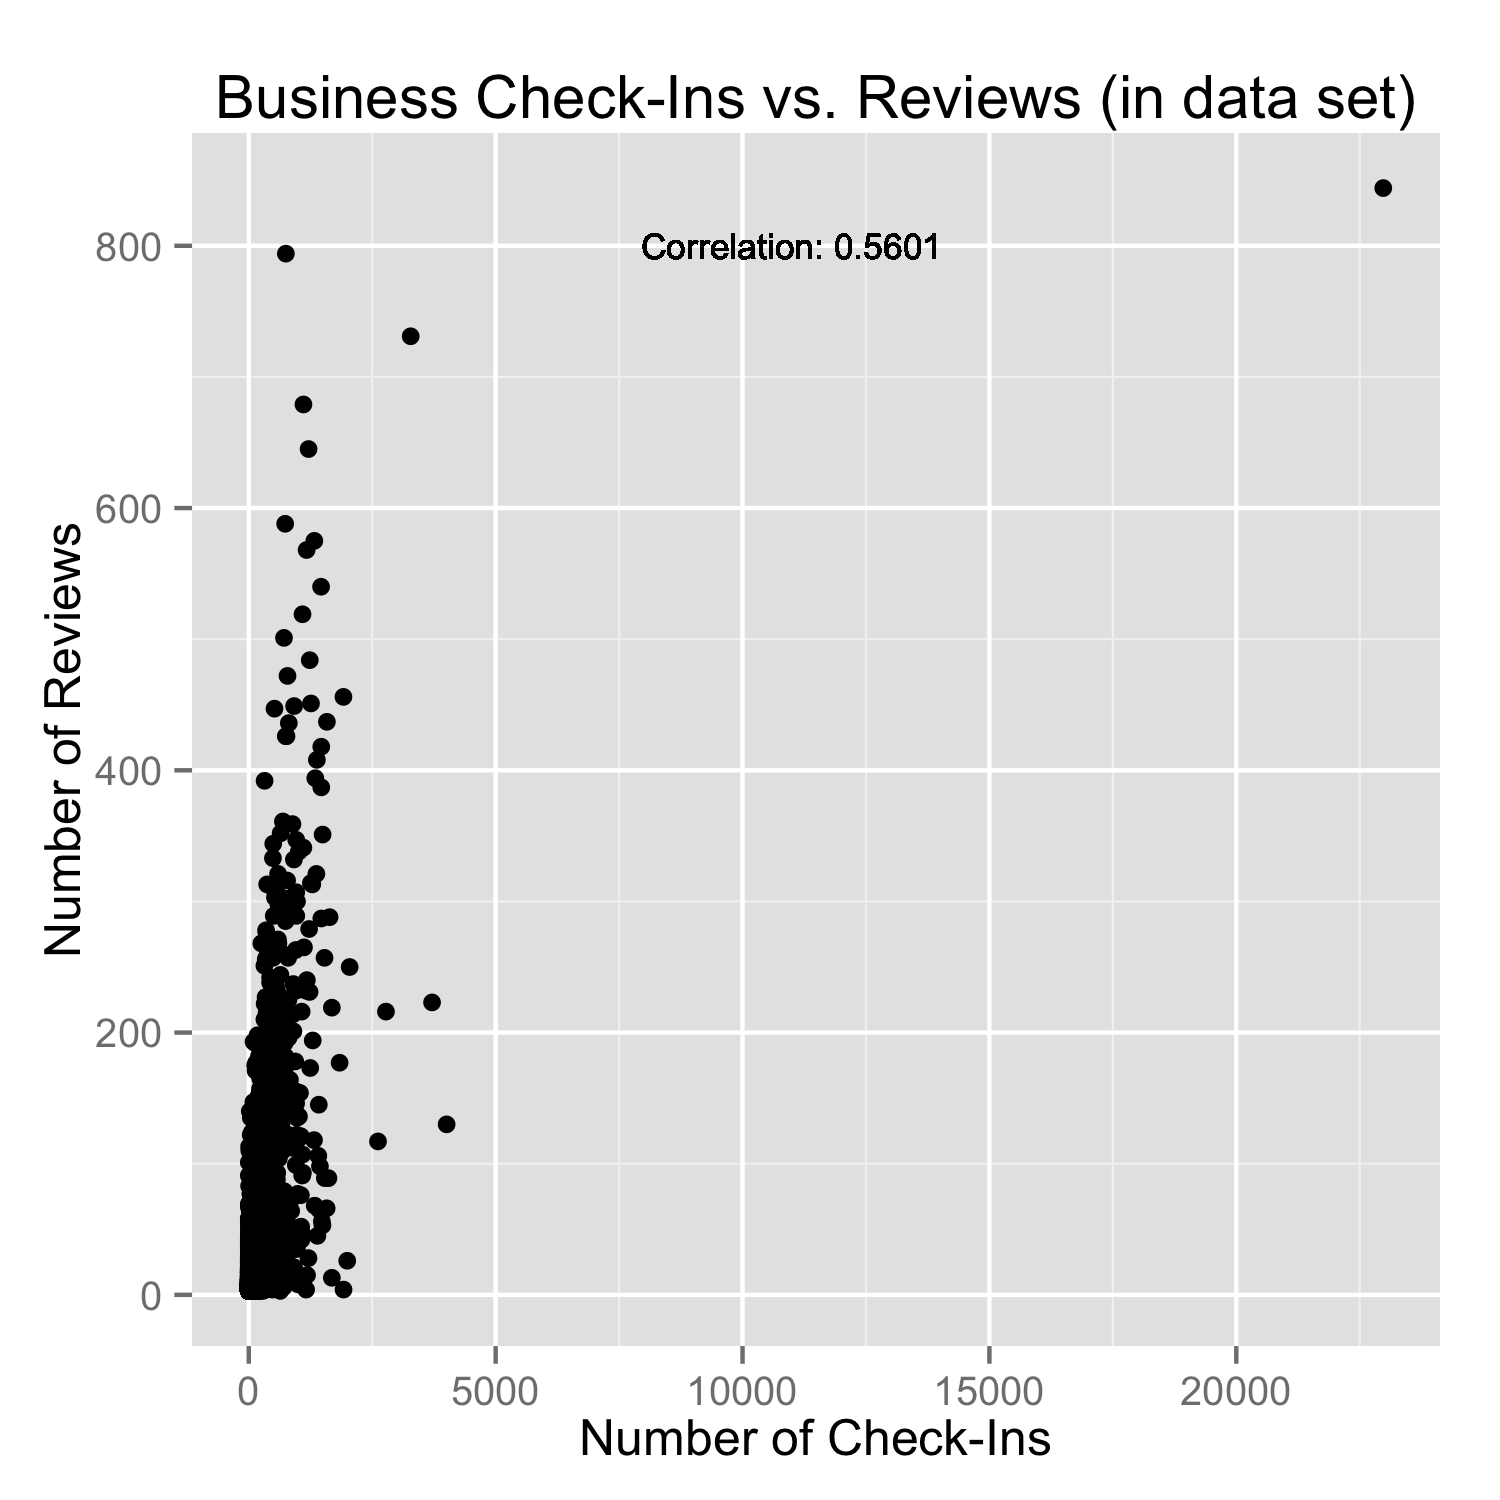 Business Check-Ins vs. Reviews (in data set)
Correlation: 0.5601
800
600
400
200
0
Number of Reviews
0 5000 10000 15000 20000
Number of Check-Ins